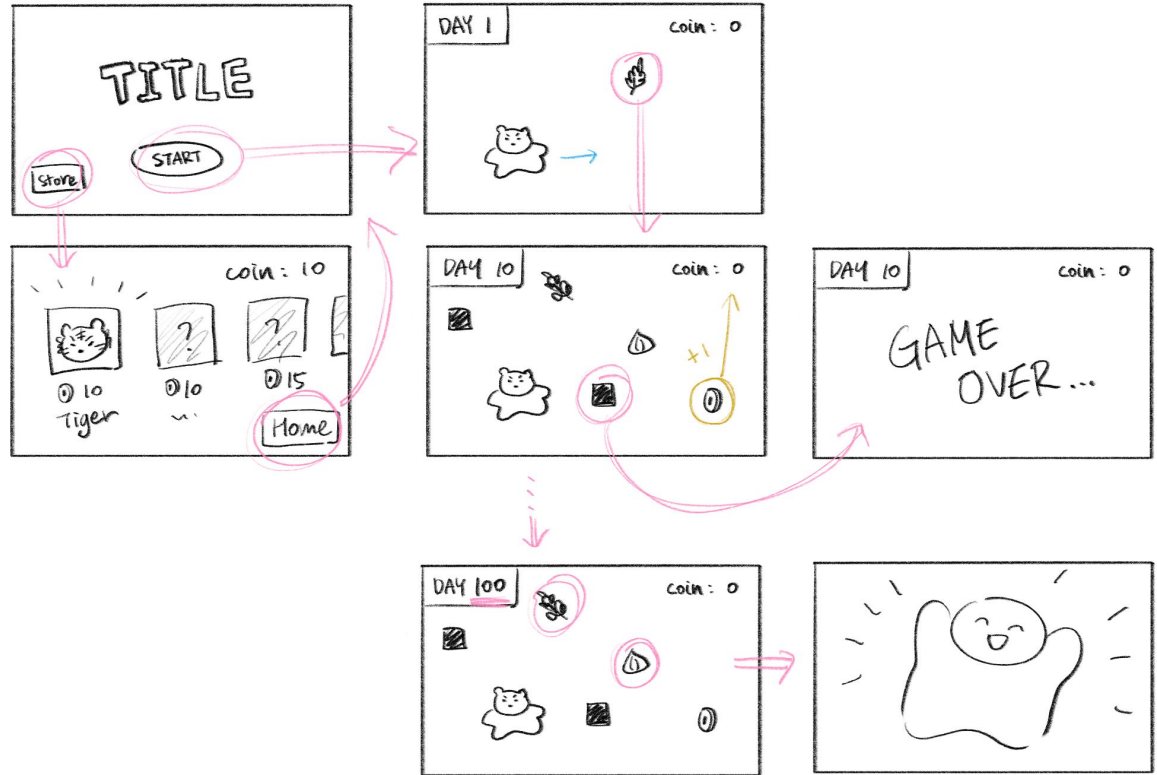 TITLE
START
Store
DAY 1
coin: 0
coin: 10
?
?
10
10
15
Tiger
Home
DAY 10
coin: 0
+1
DAY 10
coin: 0
GAME
OVER...
DAY 100
coin: 0